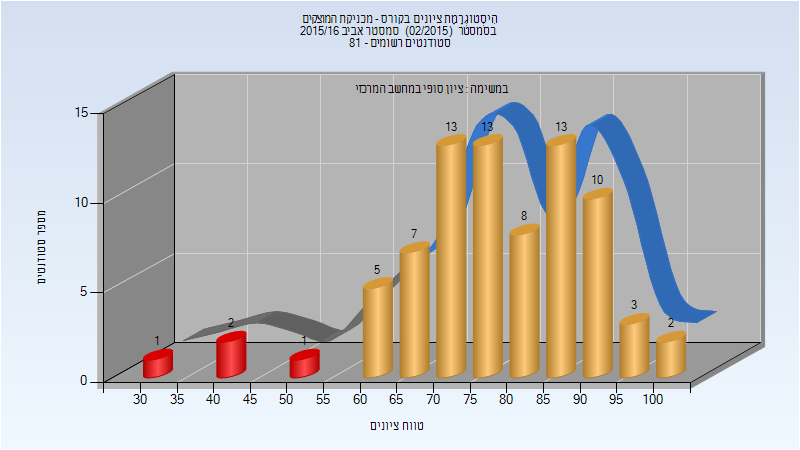 היסטוגרמת ציונים בקורס - מכניקת המוצקים
בסמסטר (02/2015) סמסטר אביב 2015/16
סטודנטים רשומים - 81
במשימה : ציון סופי במחשב המרכזי
מספר סטודנטים
15
10
5
0
1
2
1
5
7
13
13
8
13
10
3
2
30 35 40 45 50 55 60 65 70 75 80 85 90 95 100
טווח ציונים